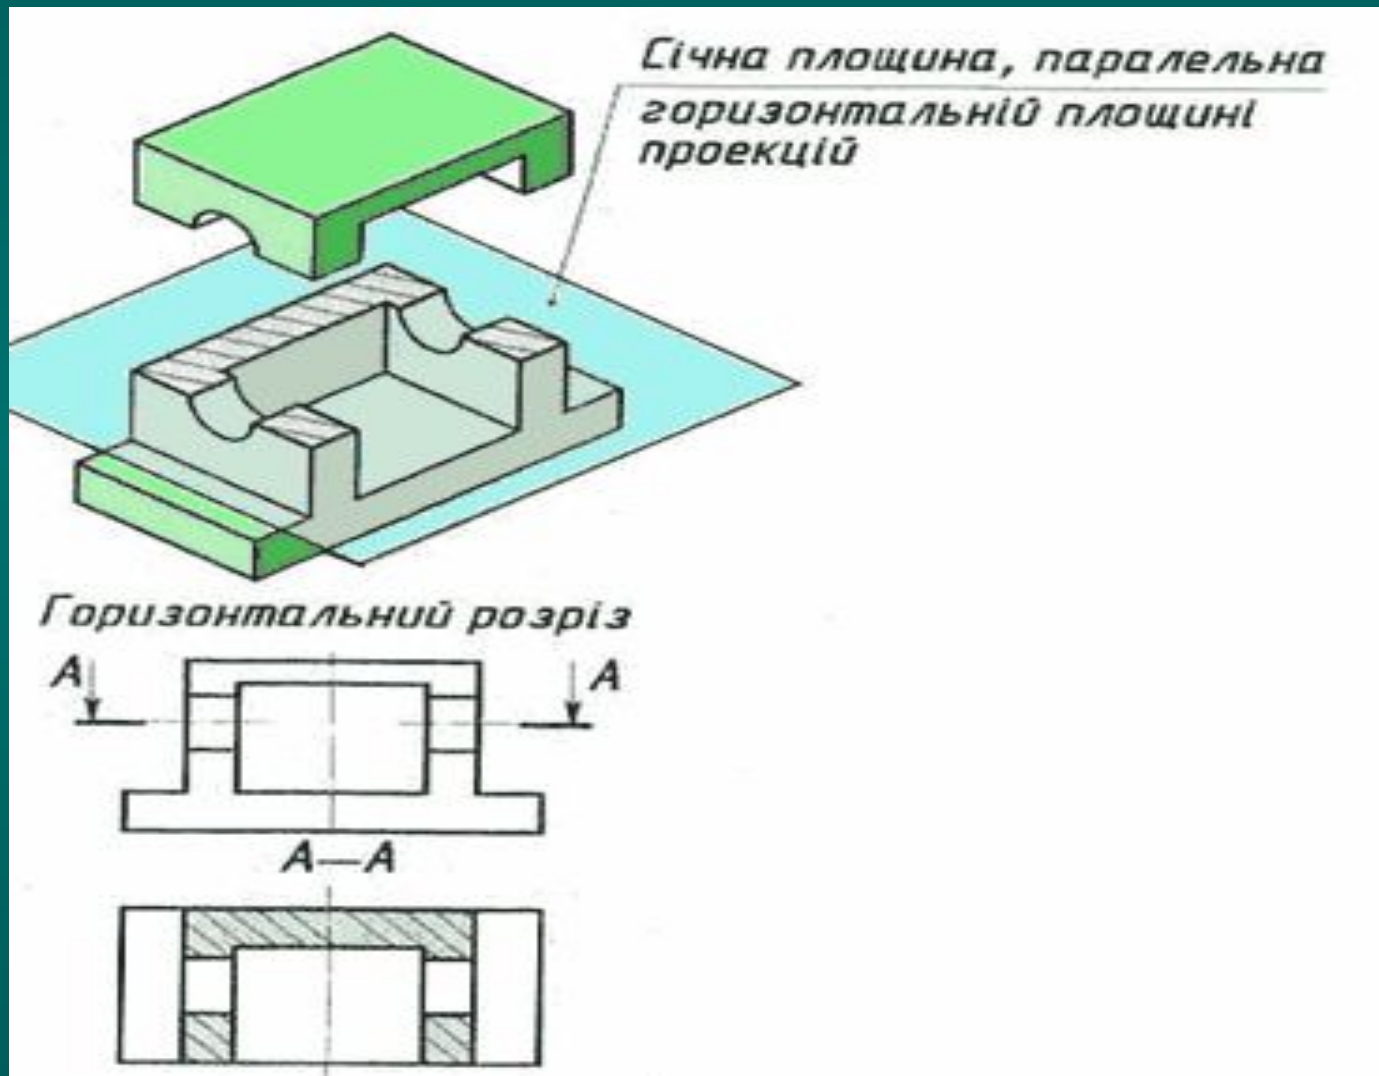 Січна площина, паралельна
горизонтальній площині
проекцій
Горизонтальний розріз
А А
А—А